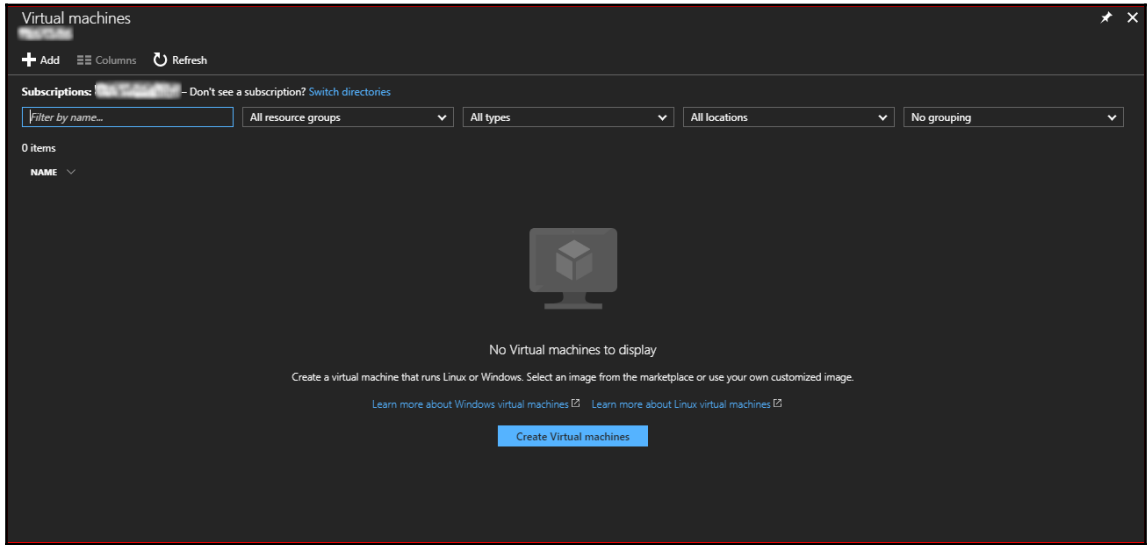 Virtual machines
Add Columns Refresh
Subscriptions: – Don't see a subscription? Switch directories
Filter by name... All resource groups All types All locations No grouping
0 items
NAME
No Virtual machines to display
Create a virtual machine that runs Linux or Windows. Select an image from the marketplace or use your own customized image.
Learn more about Windows virtual machines Learn more about Linux virtual machines
Create Virtual machines